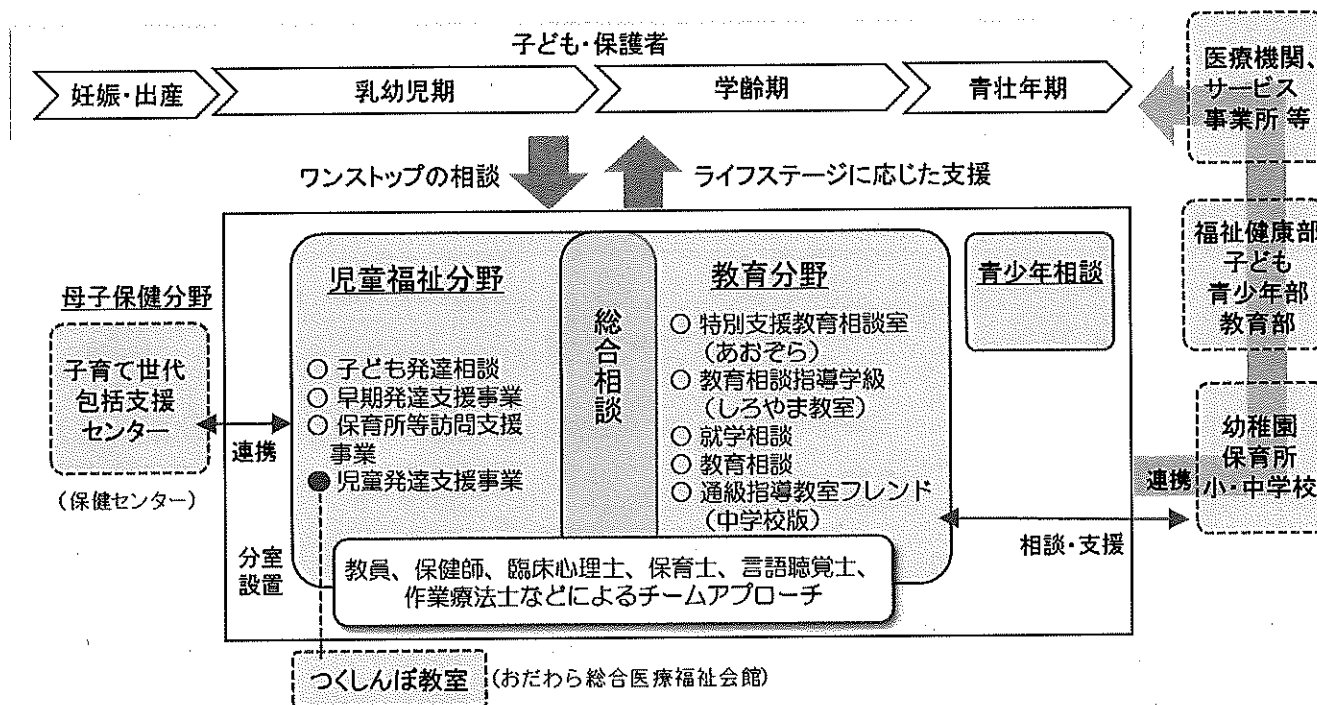 子ども・保護者
妊娠・出産
乳幼児期
学齢期
青壮年期
医療機関、
サービス
事業所 等
ワンストップの相談
ライフステージに応じた支援
福祉健康部
子ども
青少年部
教育部
母子保健分野
子育て世代
包括支援
センター
(保健センター)
連携
児童福祉分野
○ 子ども発達相談
○ 早期発達支援事業
○ 保育所等訪問支援
事業
● 児童発達支援事業
総合相談
教育分野
○ 特別支援教育相談室
(あおぞら)
○ 教育相談指導学級
(しろやま教室)
○ 就学相談
○ 教育相談
○ 通級指導教室フレンド
(中学校版)
青少年相談
幼稚園
保育所
小・中学校
連携
相談・支援
分室
設置
教員、保健師、臨床心理士、保育士、言語聴覚士、
作業療法士などによるチームアプローチ
つくしんぼ教室 (おだわら総合医療福祉会館)